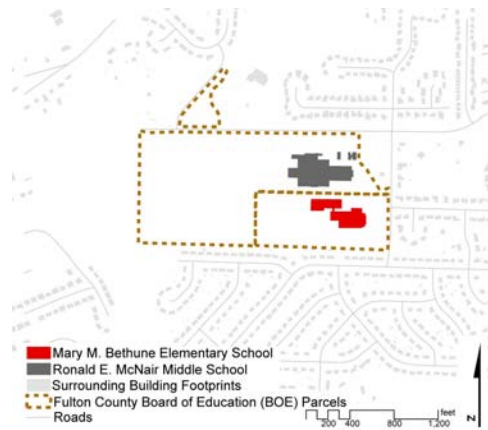 Mary M. Bethune Elementary School
Ronald E. McNair Middle School
Surrounding Building Footprints
Fulton County Board of Education (BOE) Parcels
Roads
200 400 800 1,200
feet
N